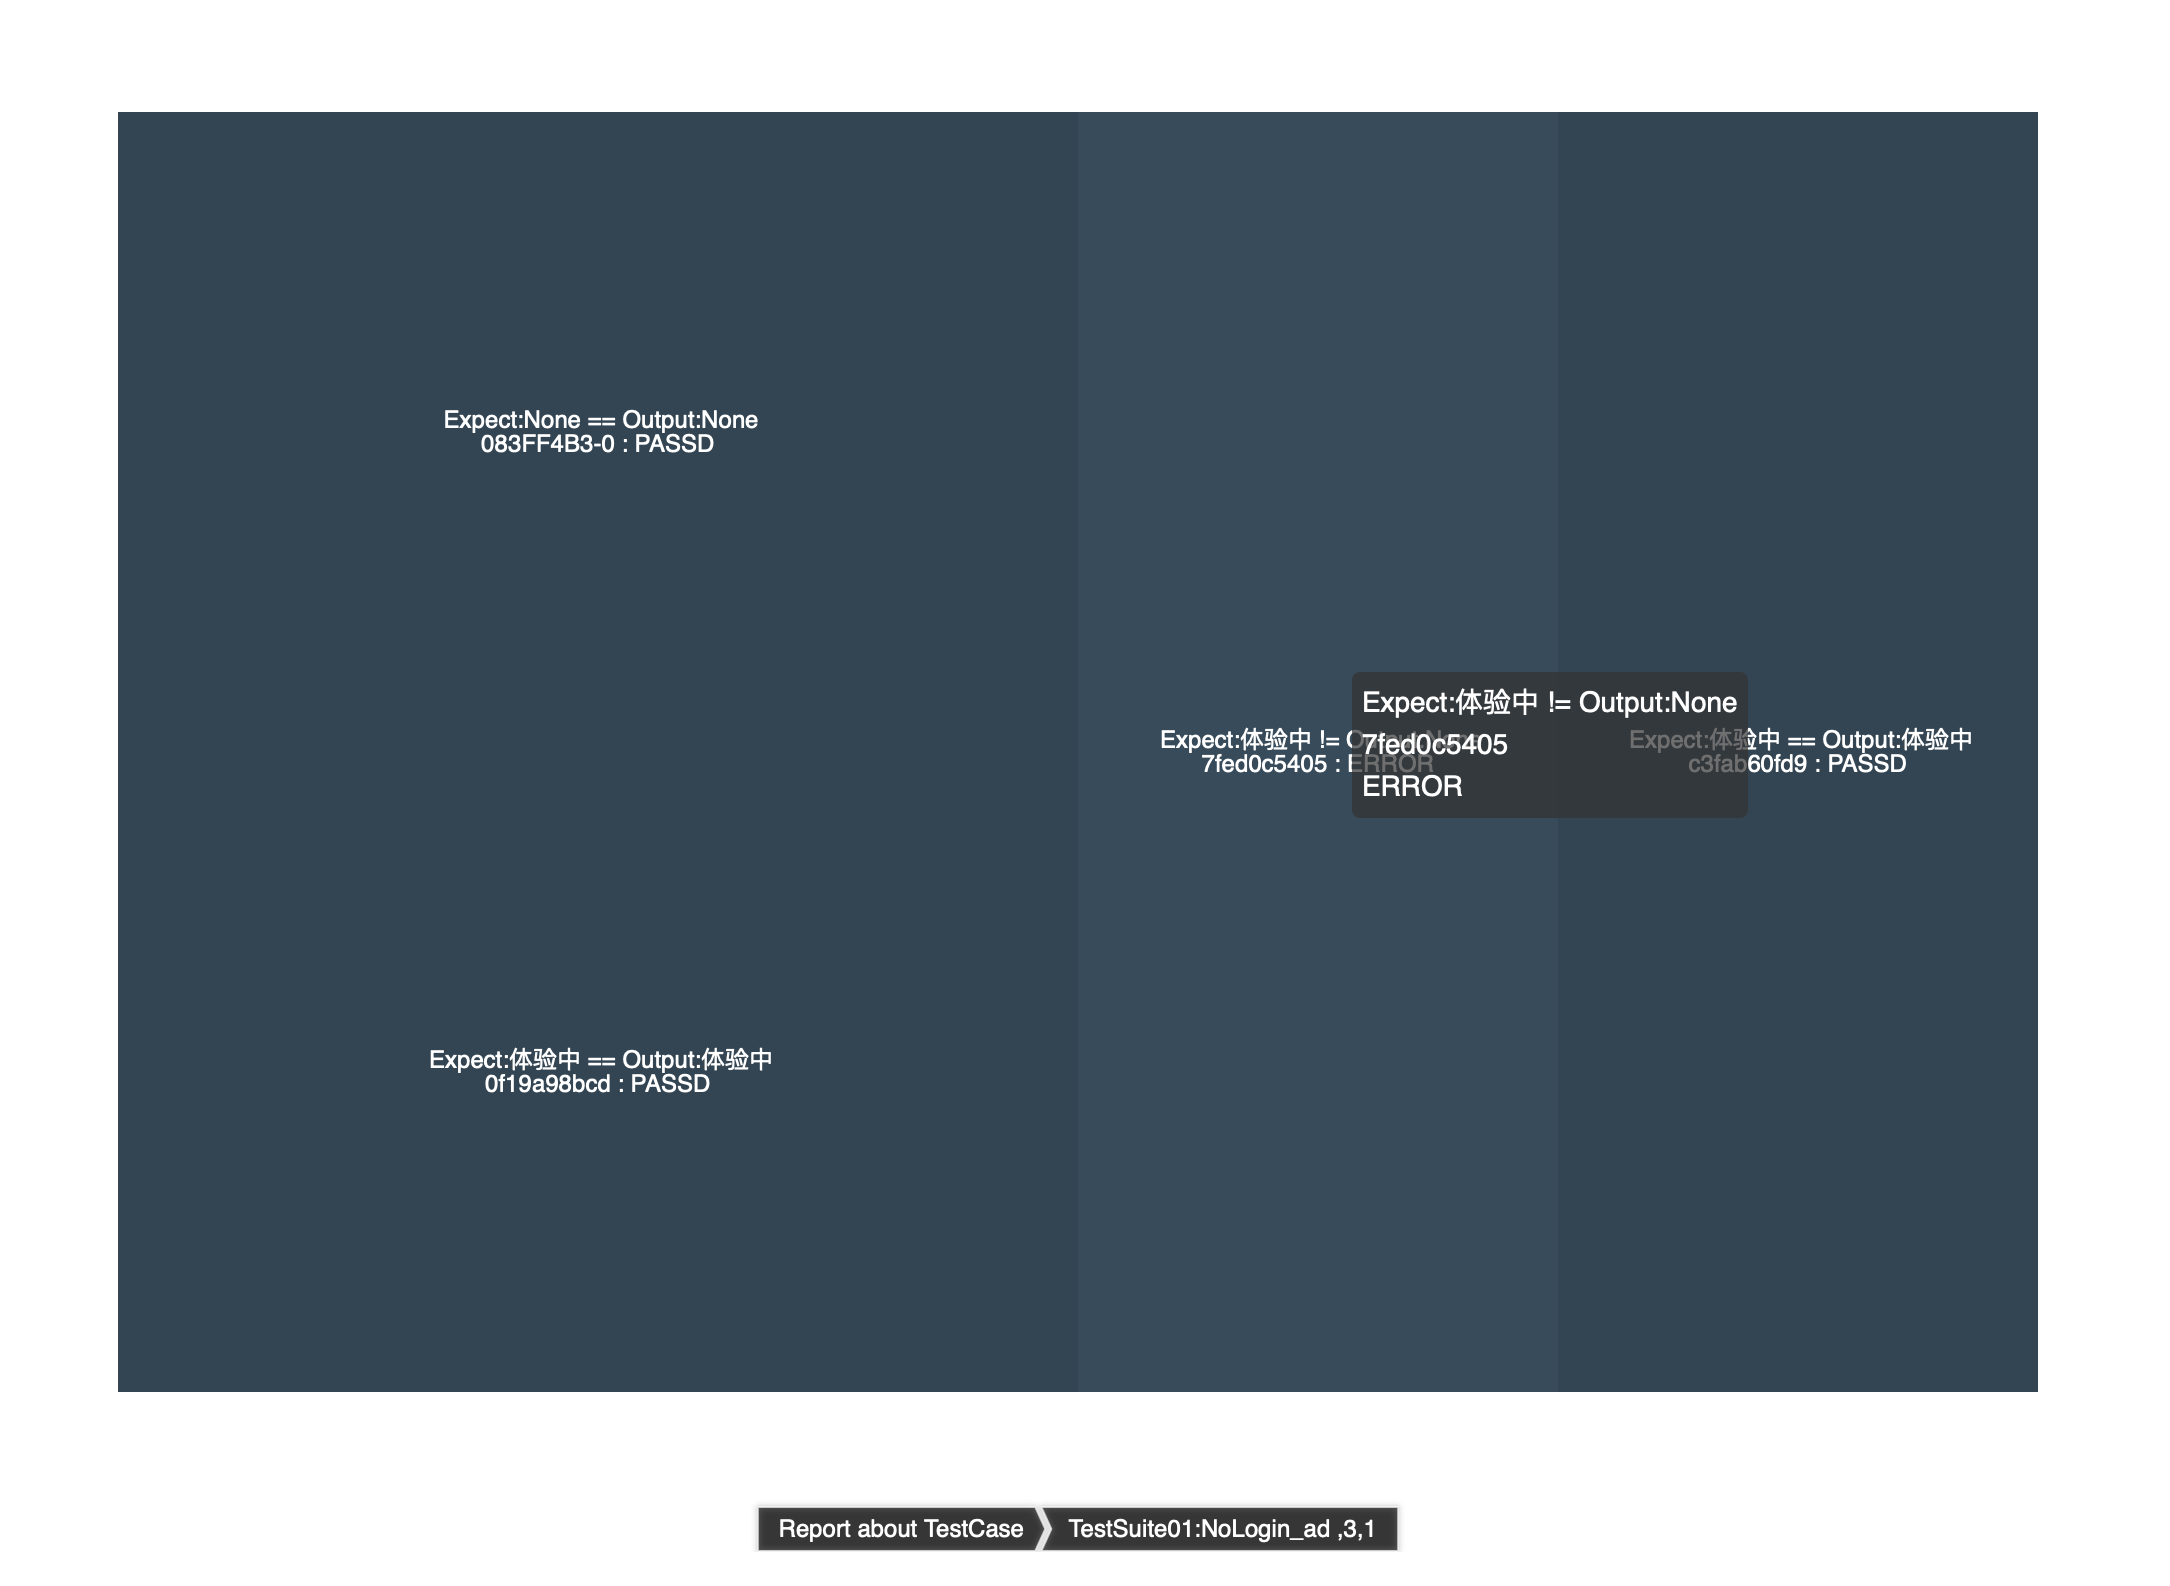 Expect:None == Output:None
083FF4B3-0 : PASSD
Expect:体验中 == Output:体验中
0f19a98bcd : PASSD
Expect:体验中 != Output:None
7fed0c5405 : ERROR
Expect:体验中 != Output:None
7fed0c5405
ERROR
Expect:体验中 == Output:体验中
c3fab60fd9 : PASSD
Report about TestCase
TestSuite01:NoLogin_ad ,3,1